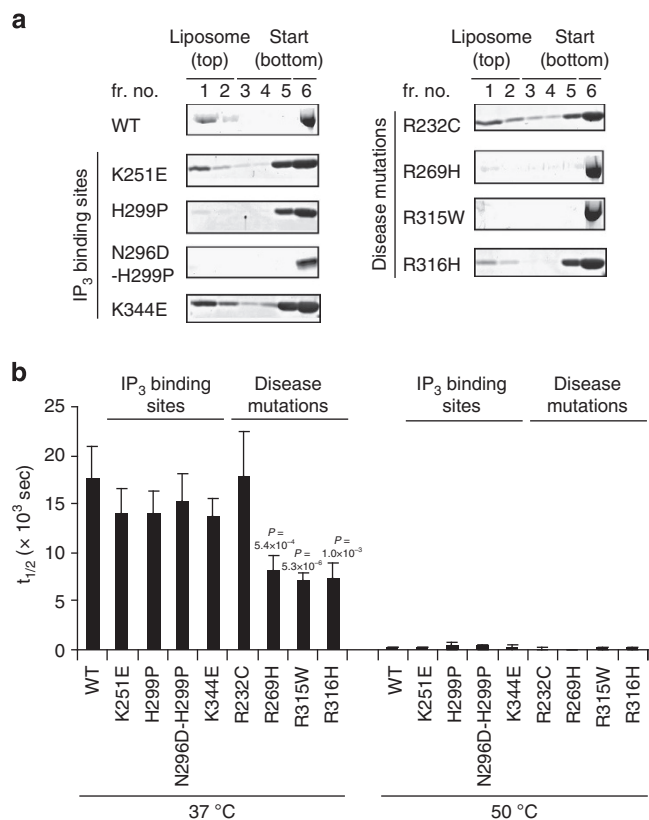 a
Liposome (top) Start (bottom)
fr. no. 1 2 3 4 5 6
WT
IP3 binding sites
K251E
H299P
N296D
-H299P
K344E
Liposome (top) Start (bottom)
fr. no. 1 2 3 4 5 6
Disease mutations
R232C
R269H
R315W
R316H
b
IP3 binding sites Disease mutations IP3 binding sites Disease mutations
t1/2 (× 10³ sec)
25
20
15
10
5
0
P = 5.4×10⁻⁴
P = 5.3×10⁻⁶
P = 1.0×10⁻³
WT K251E H299P N296D-H299P K344E R232C R269H R315W R316H WT K251E H299P N296D-H299P K344E R232C R269H R315W R316H
37 °C 50 °C